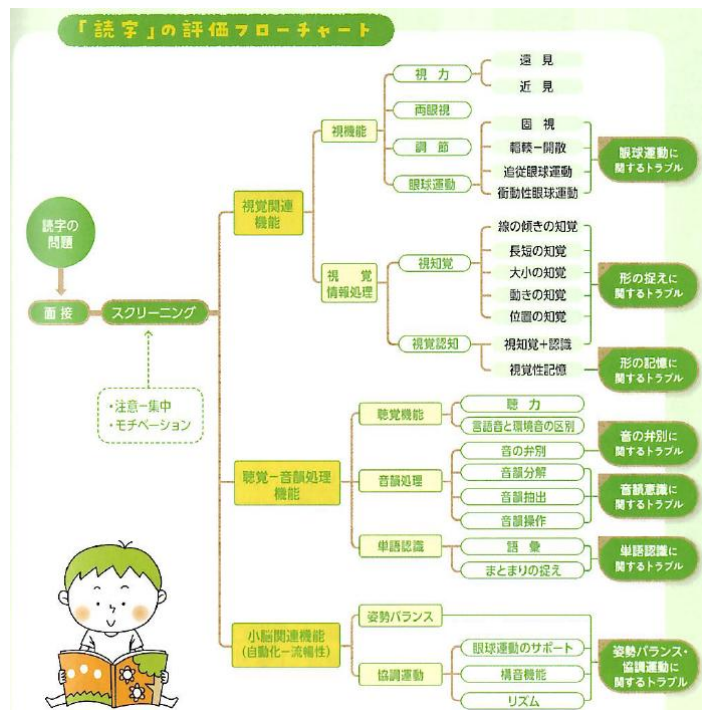 「読字」の評価フローチャート
読字の
問題
面接
スクリーニング
・注意－集中
・モチベーション
視覚関連
機能
視機能
視力
遠見
近見
両眼視
調節
眼球運動
固視
輻輳－開散
追従眼球運動
衝動性眼球運動
眼球運動に
関するトラブル
視覚
情報処理
視知覚
線の傾きの知覚
長短の知覚
大小の知覚
動きの知覚
位置の知覚
形の捉えに
関するトラブル
視覚認知
視知覚＋認識
視覚性記憶
形の記憶に
関するトラブル
聴覚－音韻処理
機能
聴覚機能
聴力
言語音と環境音の区別
音韻処理
音の弁別
音韻分解
音韻抽出
音韻操作
音の弁別に
関するトラブル
音韻意識に
関するトラブル
単語認識
語彙
まとまりの捉え
単語認識に
関するトラブル
小脳関連機能
(自動化－流暢性)
姿勢バランス
協調運動
眼球運動のサポート
構音機能
リズム
姿勢バランス・
協調運動に
関するトラブル